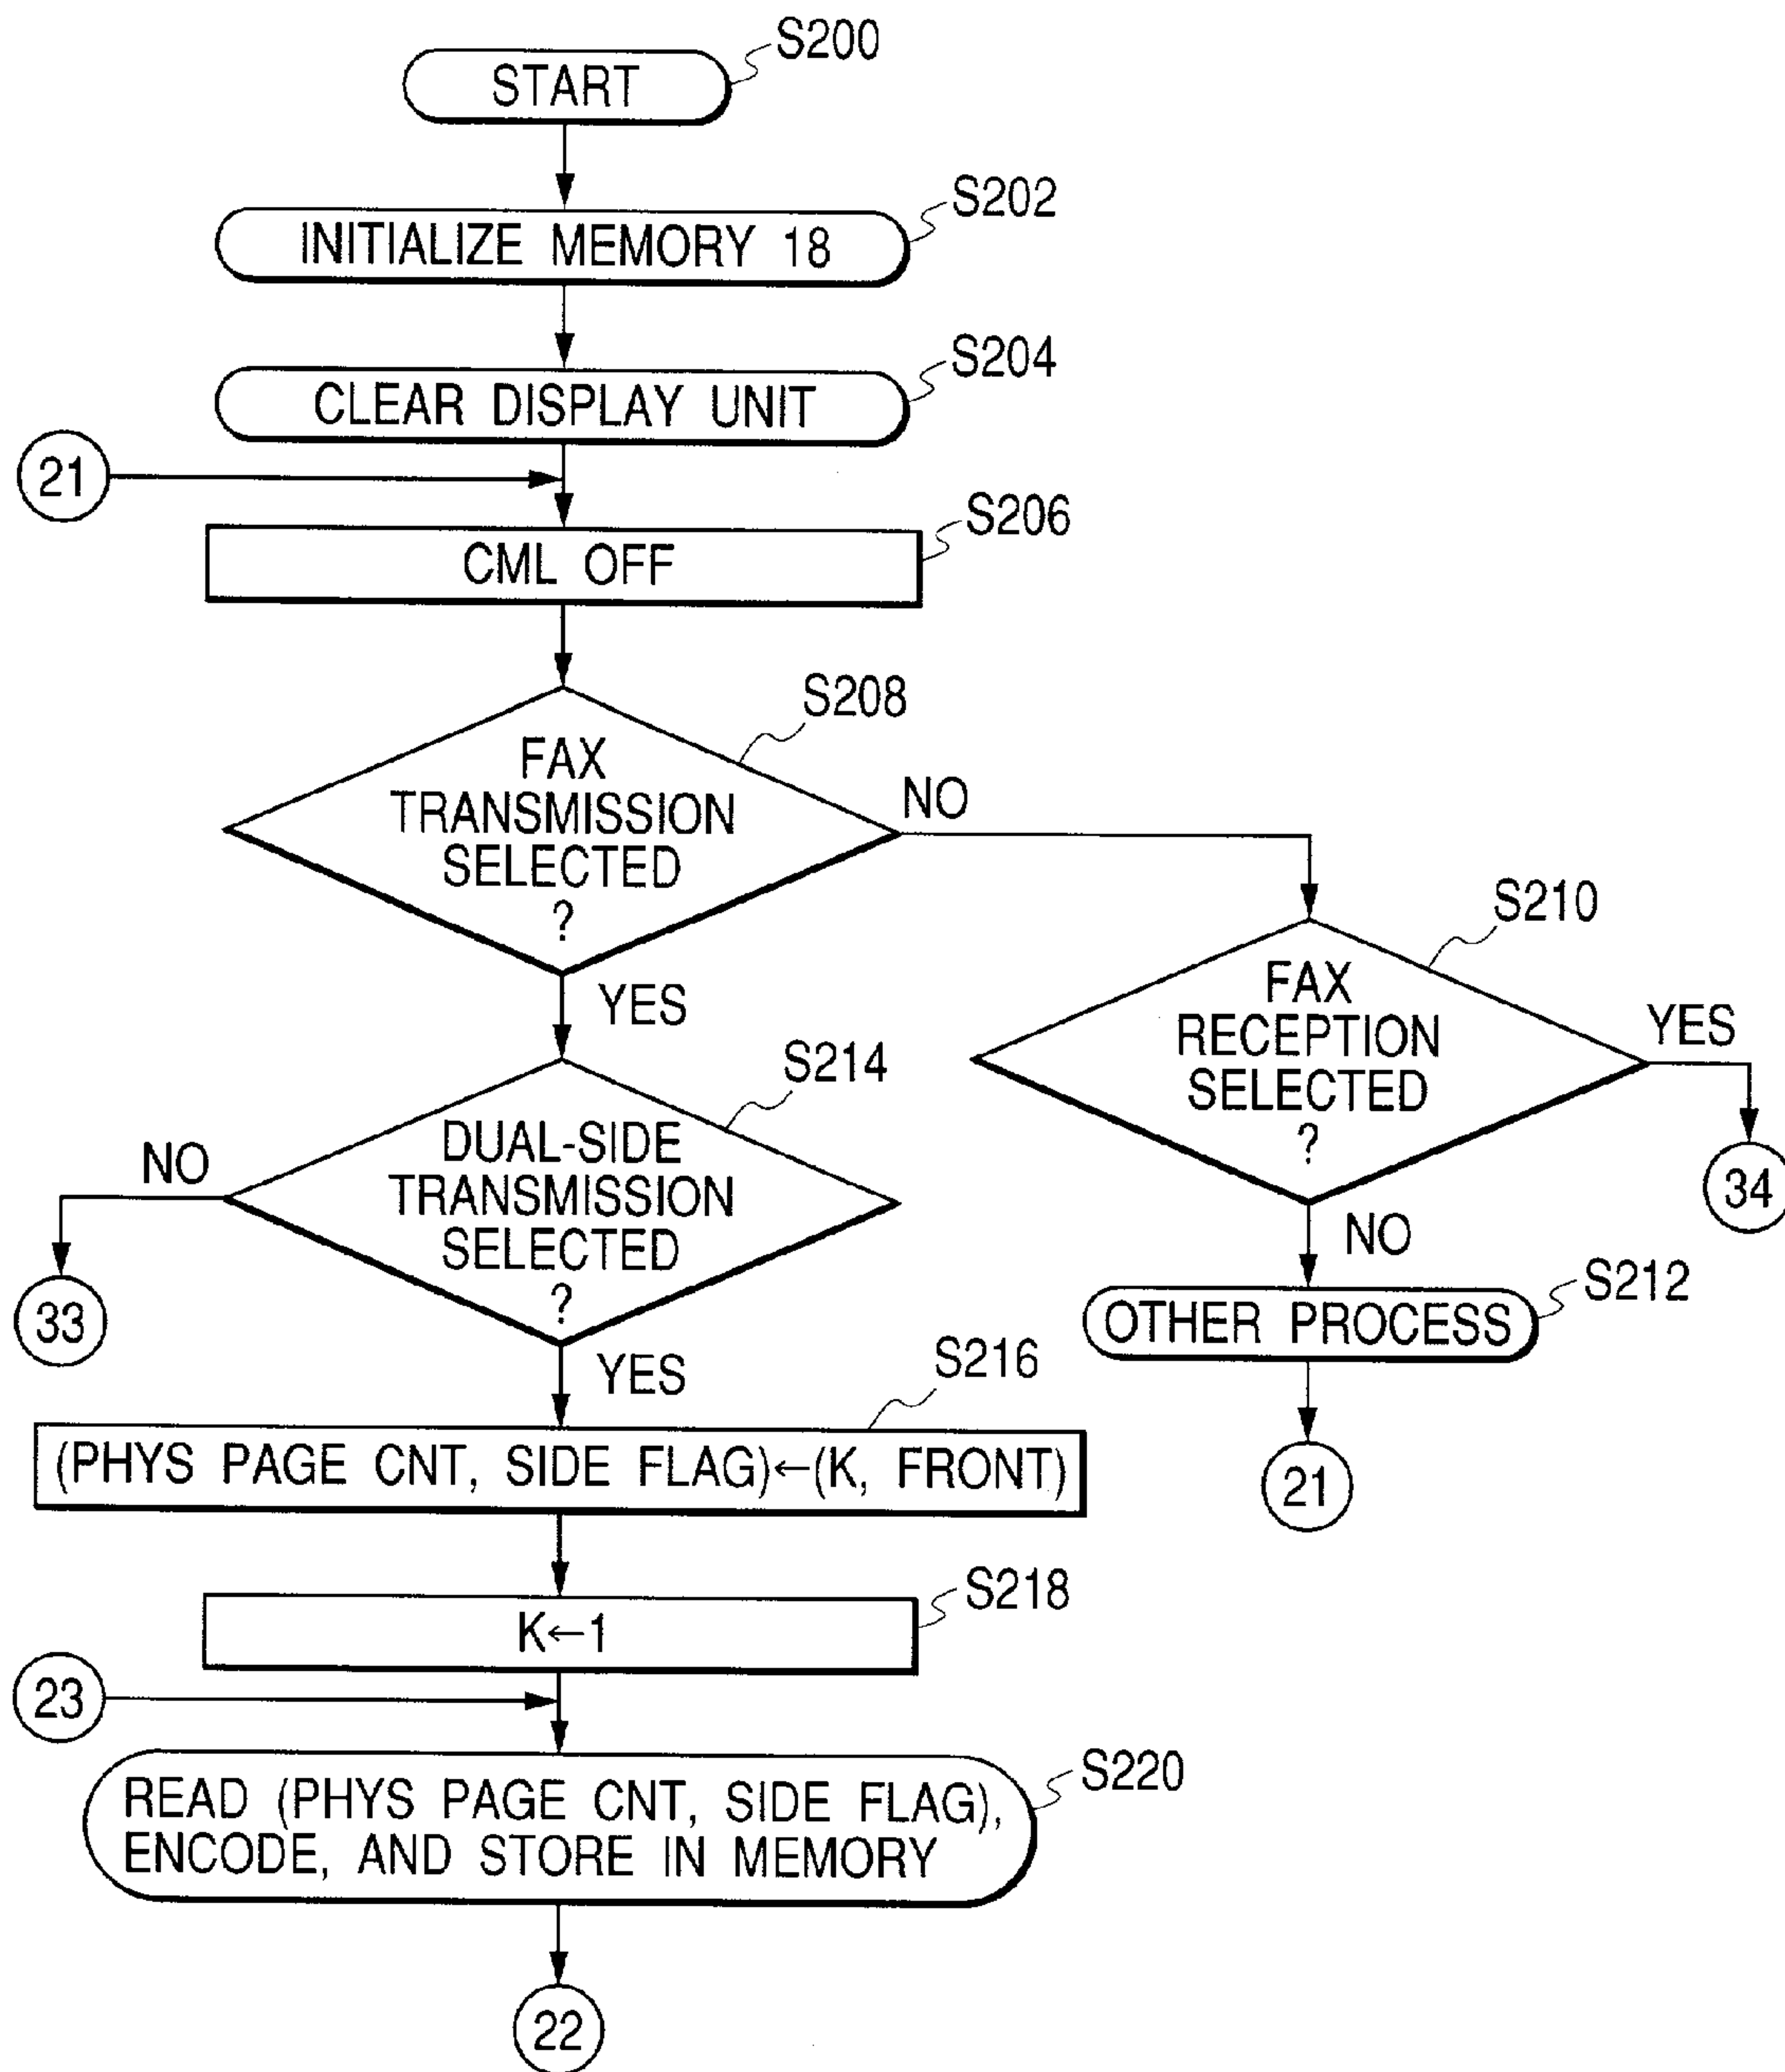 S200
START
S202
INITIALIZE MEMORY 18
S204
CLEAR DISPLAY UNIT
21
S206
CML OFF
S208
FAX
TRANSMISSION
SELECTED
?
NO
YES
S210
FAX
RECEPTION
SELECTED
?
YES
34
NO
S212
OTHER PROCESS
21
S214
DUAL-SIDE
TRANSMISSION
SELECTED
?
NO
33
YES
S216
(PHYS PAGE CNT, SIDE FLAG)←(K, FRONT)
S218
K←1
23
S220
READ (PHYS PAGE CNT, SIDE FLAG),
ENCODE, AND STORE IN MEMORY
22